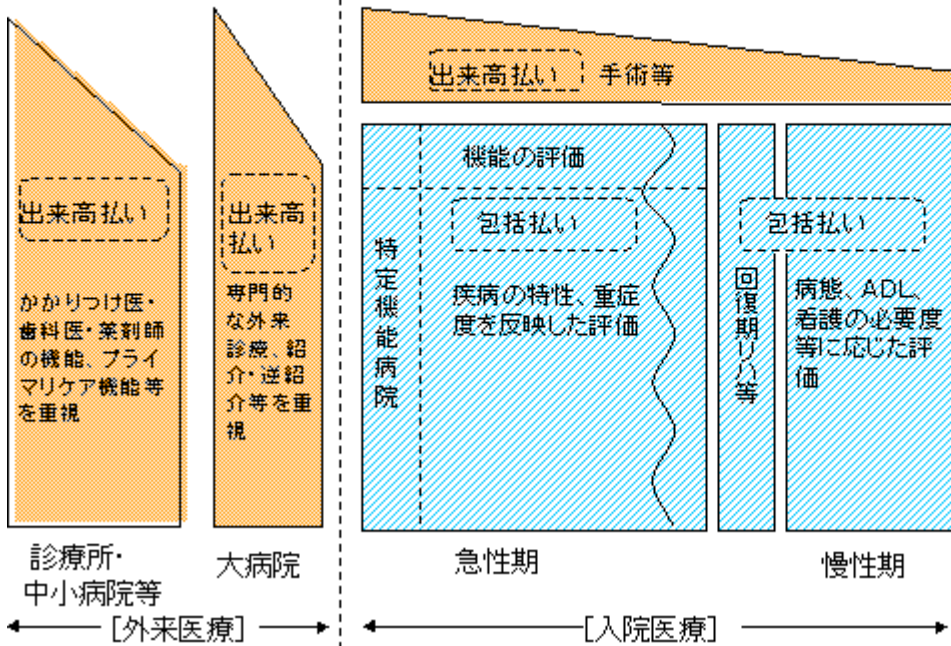 出来高払い
かかりつけ医・
歯科医・薬剤師
の機能、プライ
マリケア機能等
を重視
診療所・
中小病院等
出来高
払い
専門的
な外来
診療、紹
介・逆紹
介等を重
視
大病院
[外来医療]
出来高払い 手術等
機能の評価
特定機能病院
包括払い
疾病の特性、重症
度を反映した評価
急性期
回復期リハ等
包括払い
病態、ADL、
看護の必要度
等に応じた評
価
慢性期
[入院医療]